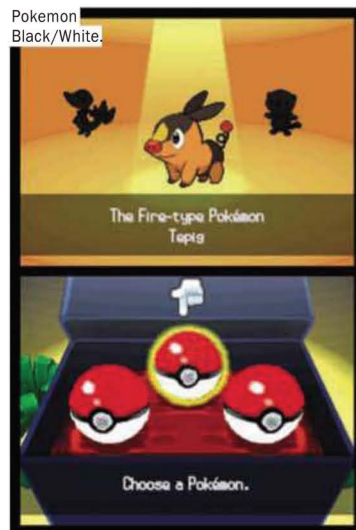 Pokemon
Black/White.
The Fire-type Pokémon
Tepig
Choose a Pokémon.